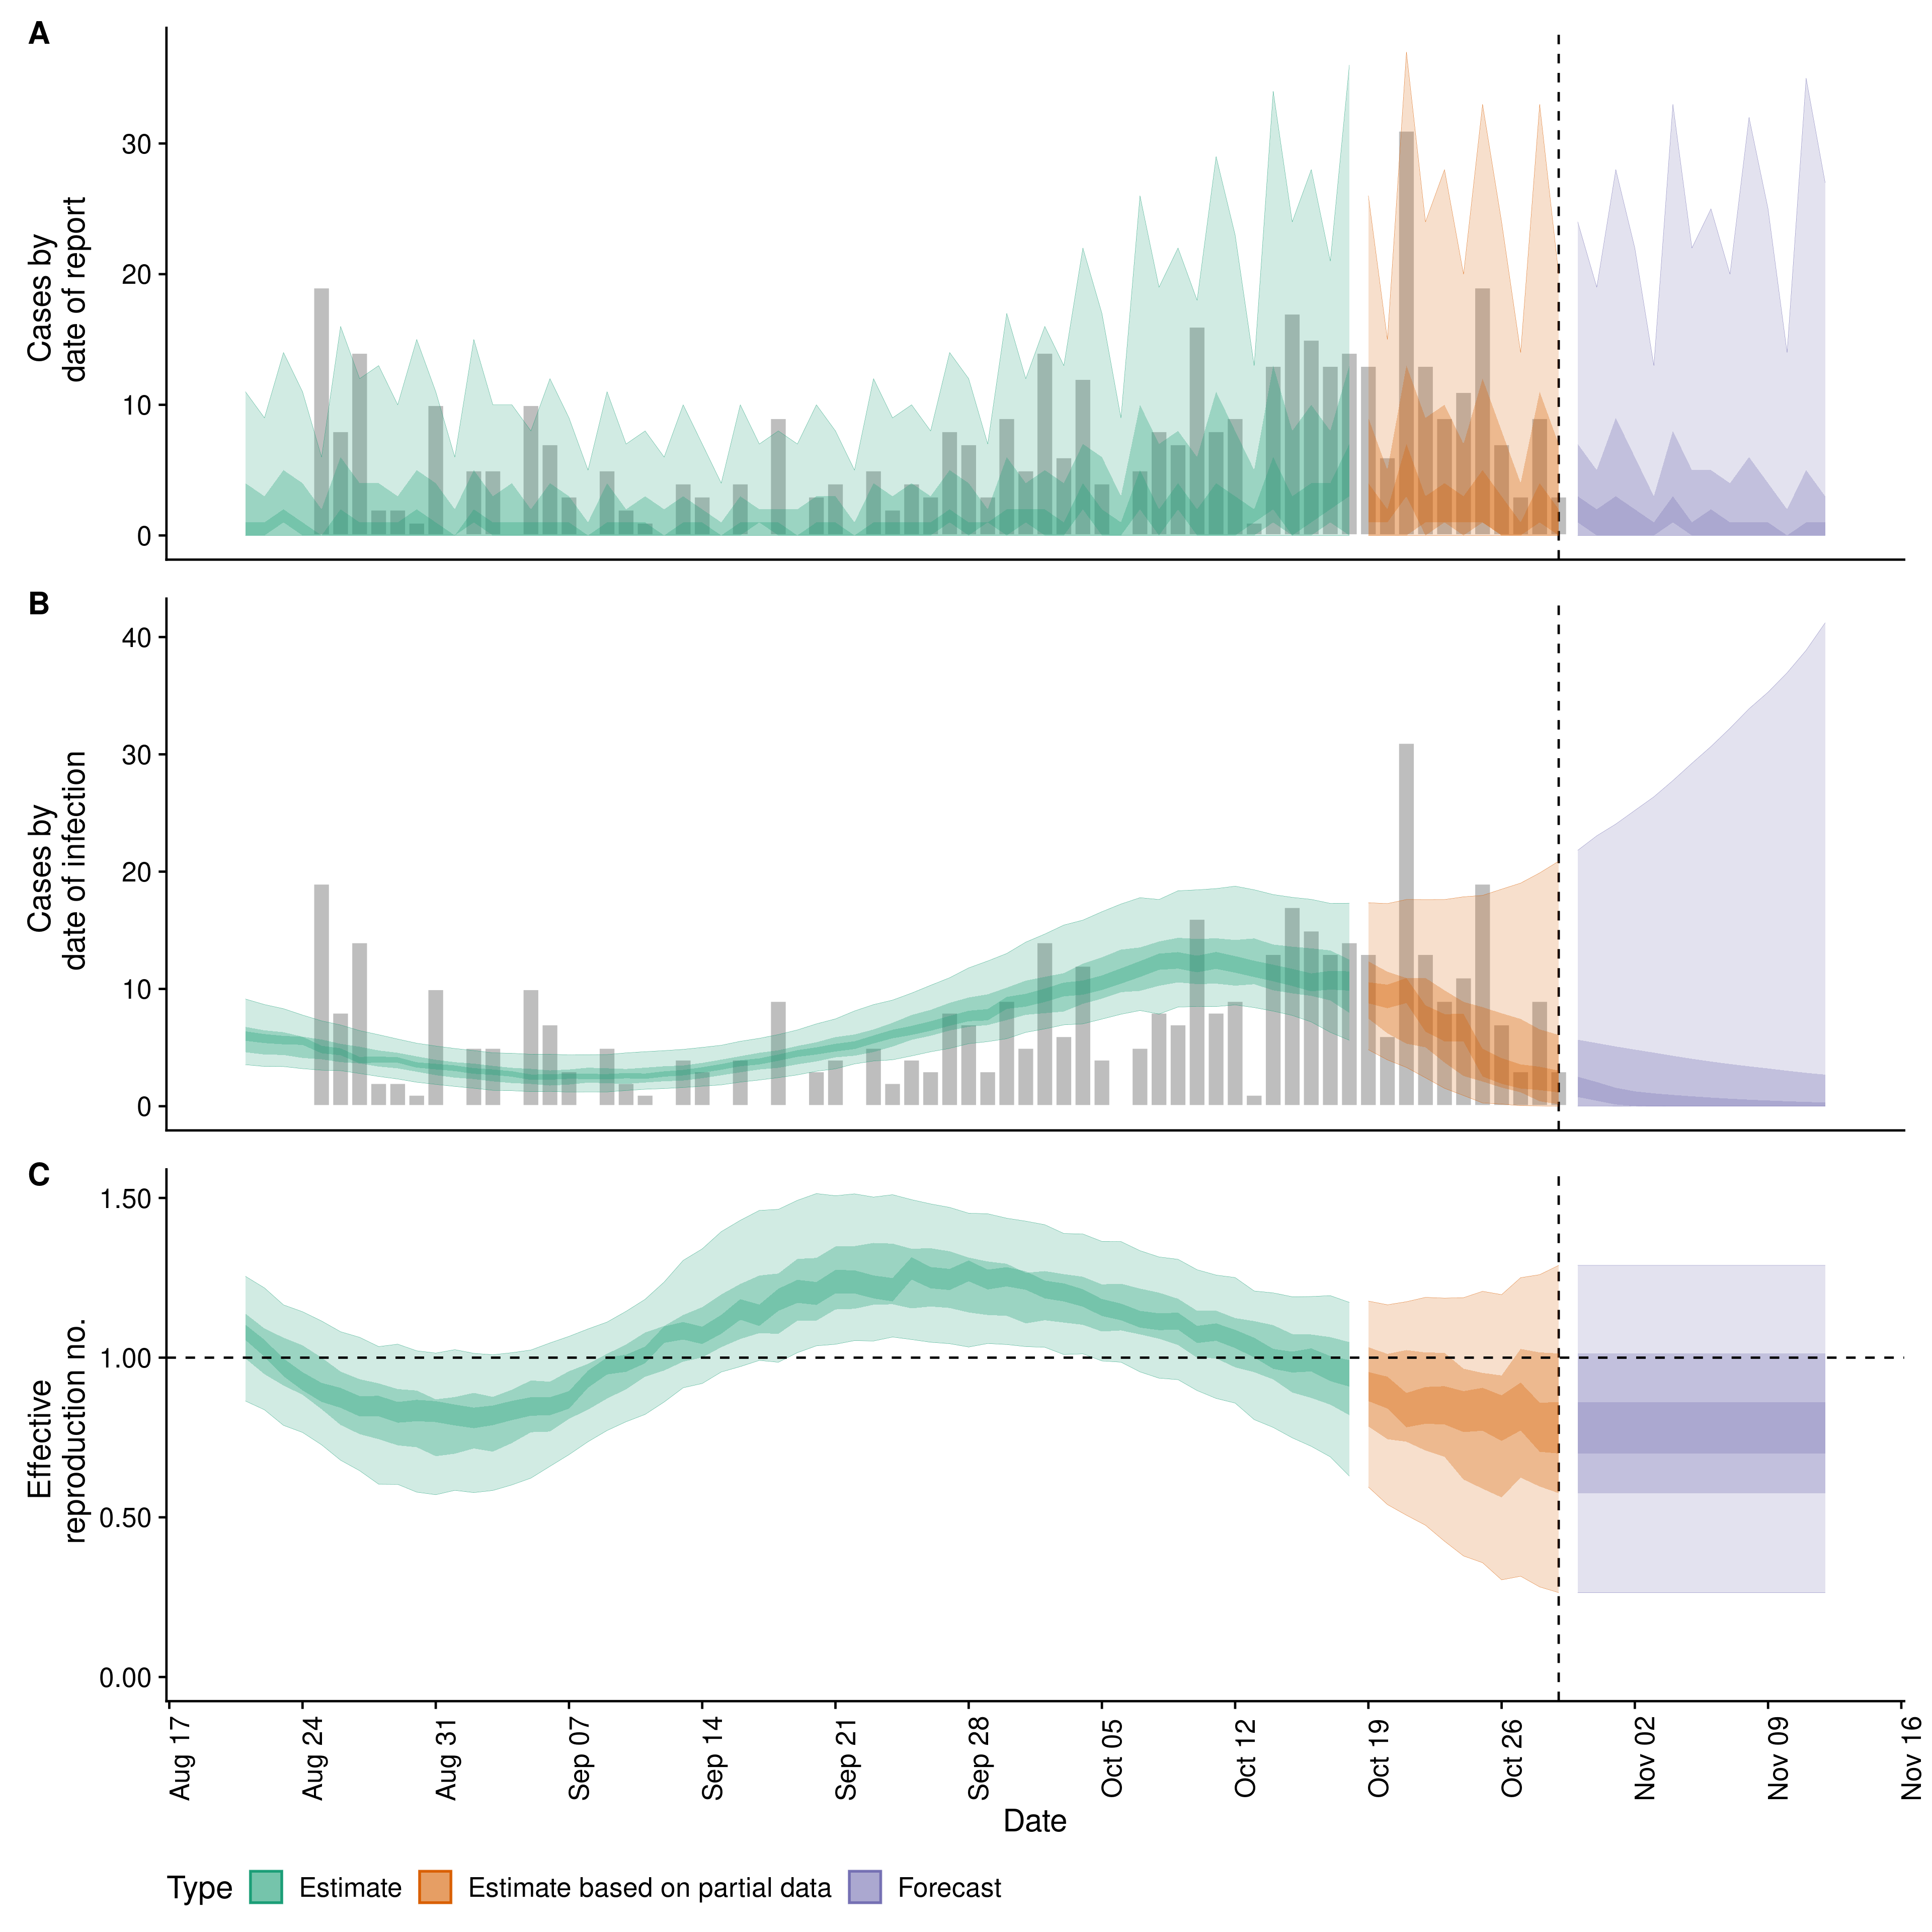 A
Cases by
date of report
30
20
10
0
B
Cases by
date of infection
40
30
20
10
0
C
Effective
reproduction no.
1.50
1.00
0.50
0.00
Aug 17
Aug 24
Aug 31
Sep 07
Sep 14
Sep 21
Sep 28
Oct 05
Oct 12
Oct 19
Oct 26
Nov 02
Nov 09
Nov 16
Date
Type Estimate Estimate based on partial data Forecast